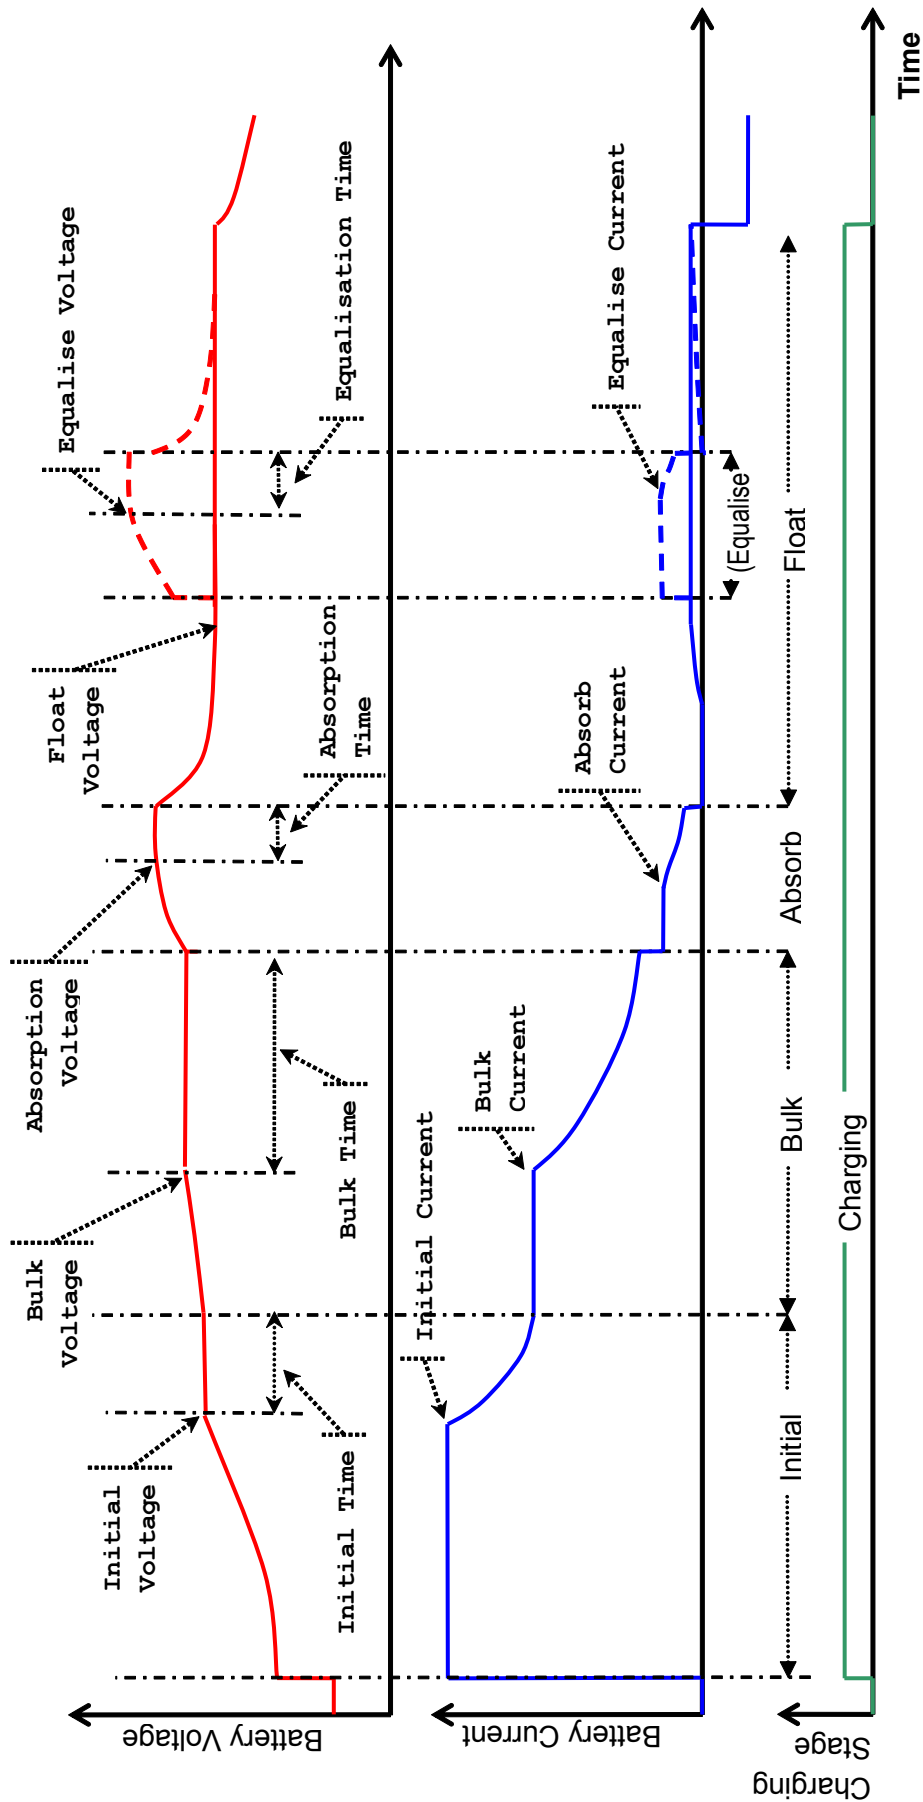 Battery Voltage
Initial
Voltage
Initial Time
Bulk
Voltage
Bulk Time
Absorption
Voltage
Absorption
Time
Float
Voltage
Equalise Voltage
Equalisation Time
Battery Current
Initial Current
Bulk
Current
Absorb
Current
Equalise Current
(Equalise
Charging
Stage
Initial
Bulk
Absorb
Float
Charging
Time